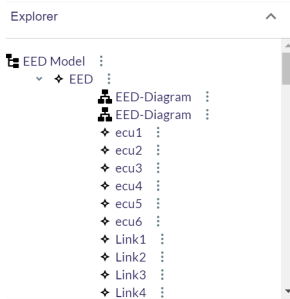 Explorer
EED Model
EED
EED-Diagram
EED-Diagram
ecu1
ecu2
ecu3
ecu4
ecu5
ecu6
Link1
Link2
Link3
Link4